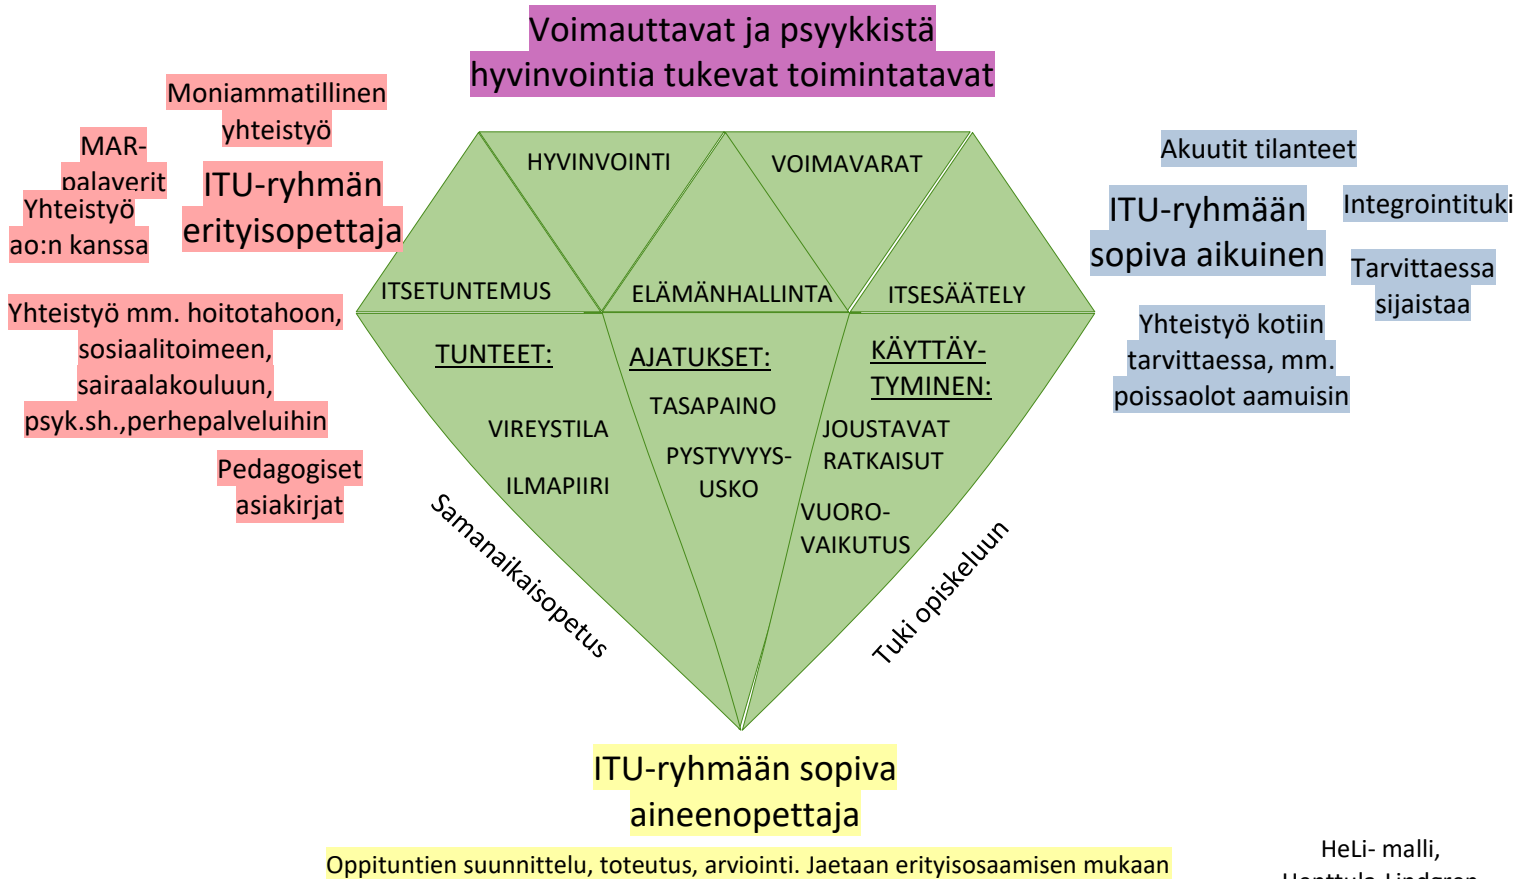 Voimauttavat ja psyykkistä
hyvinvointia tukevat toimintatavat
Moniammatillinen
yhteistyö
MAR-
palaverit
Yhteistyö
ao:n kanssa
ITU-ryhmän
erityisopettaja
Yhteistyö mm. hoitotahoon,
sosiaalitoimeen,
sairaalakouluun,
psyk.sh.,perhepalveluihin
Pedagogiset
asiakirjat
HYVINVOINTI
VOIMAVARAT
ITSETUNTEMUS
ELÄMÄNHALLINTA
ITSESÄÄTELY
TUNTEET:
VIREYSTILA
ILMAPIIRI
AJATUKSET:
TASAPAINO
PYSTYVYYS-
USKO
KÄYTTÄY-
TYMINEN:
JOUSTAVAT
RATKAISUT
VUORO-
VAIKUTUS
Akuutit tilanteet
ITU-ryhmään
sopiva aikuinen
Integrointituki
Tarvittaessa
sijaistaa
Yhteistyö kotiin
tarvittaessa, mm.
poissaolot aamuisin
Samanaikaisopetus
Tuki opiskeluun
ITU-ryhmään sopiva
aineenopettaja
Oppituntien suunnittelu, toteutus, arviointi. Jaetaan erityisosaamisen mukaan
HeLi- malli,